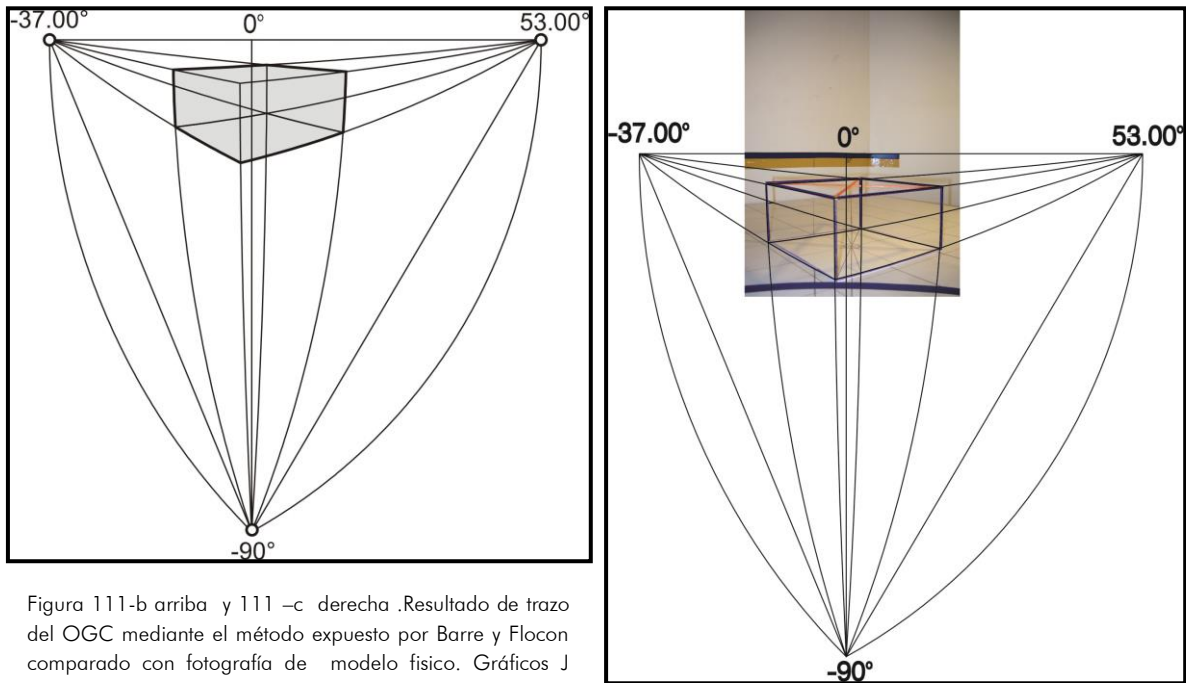 -37.00°
0°
53.00°
-90°
-37.00°
0°
53.00°
-90°
Figura 111-b arriba y 111 –c derecha .Resultado de trazo
del OGC mediante el método expuesto por Barre y Flocon
comparado con fotografía de modelo fisico. Gráficos J